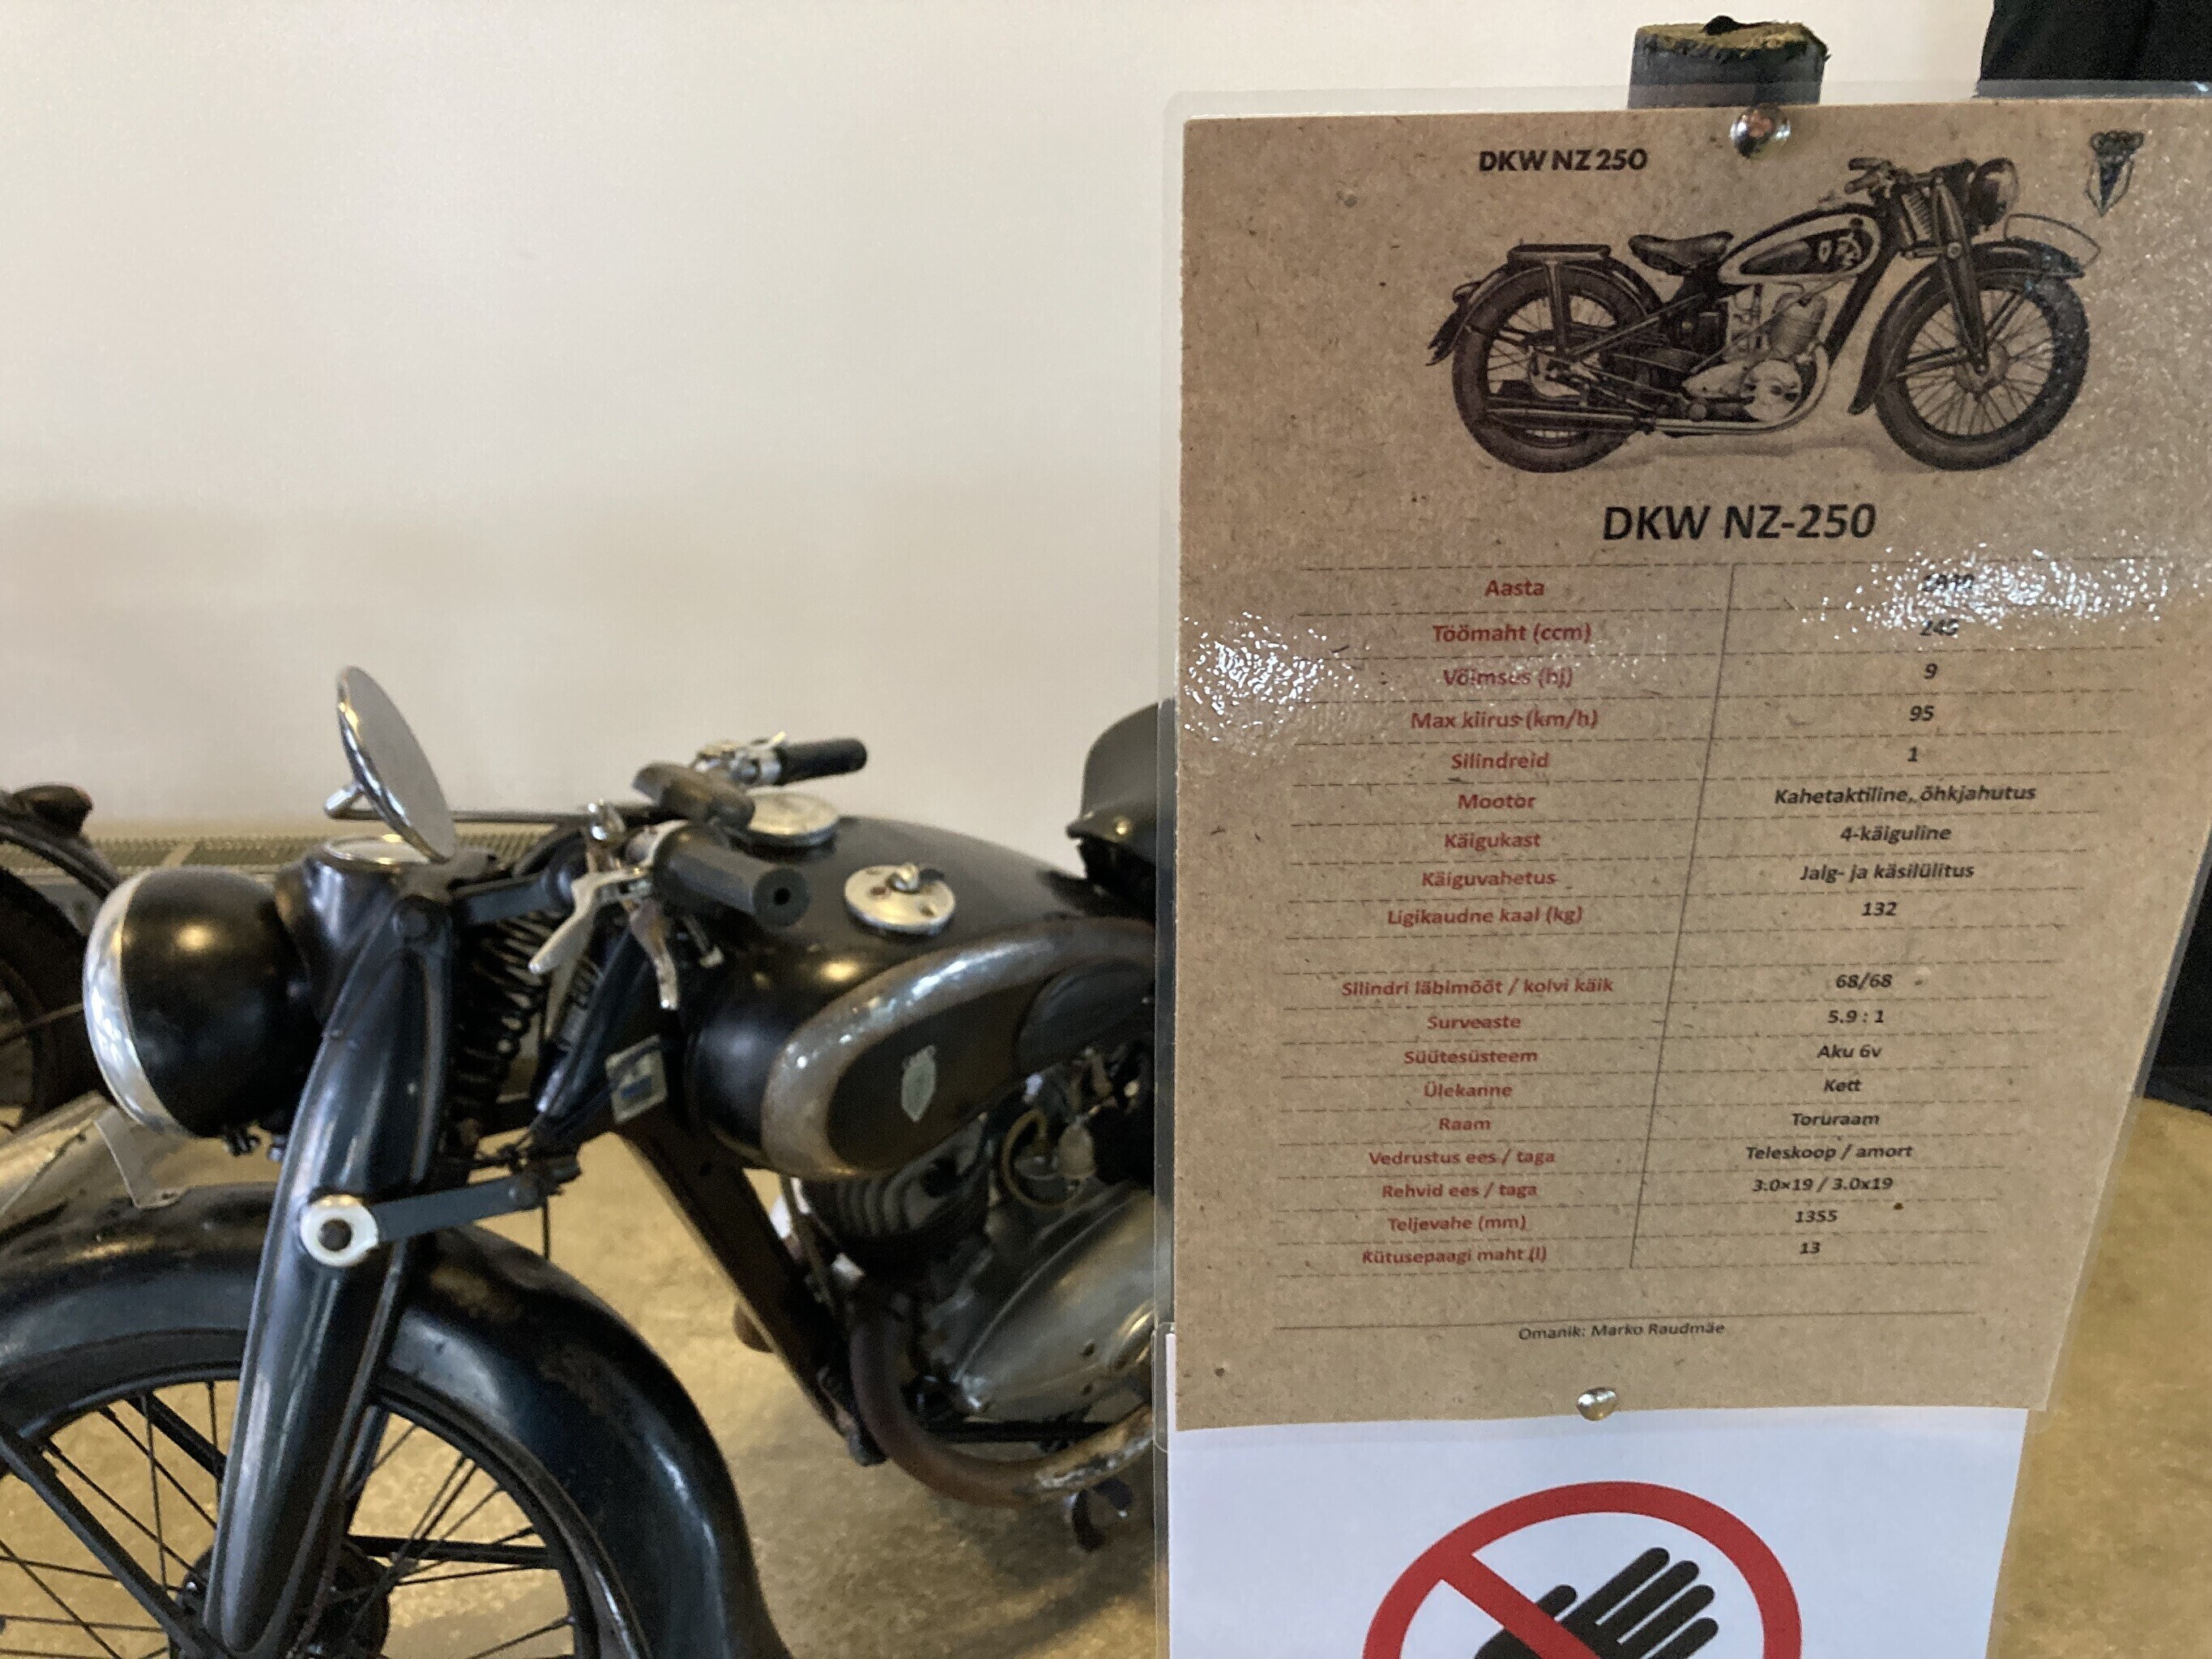 DKW NZ 250
DKW NZ-250
Aasta
Töömaht (ccm) 245
Võimsus (hj) 9
Max kiirus (km/h) 95
Silindreid 1
Mootor Kahetaktiline, õhkjahutus
Käigukast 4-käiguline
Käiguvahetus Jalg- ja käsilülitus
Ligikaudne kaal (kg) 132
Silindri läbimõõt / kolvi käik 68/68
Surveaste 5.9 : 1
Süütesüsteem Aku 6v
Ülekanne Kett
Raam Toruraam
Vedrustus ees / taga Teleskoop / amort
Rehvid ees / taga 3.0×19 / 3.0x19
Teljevahe (mm) 1355
Kütusepaagi maht (l) 13
Omanik: Marko Raudmäe